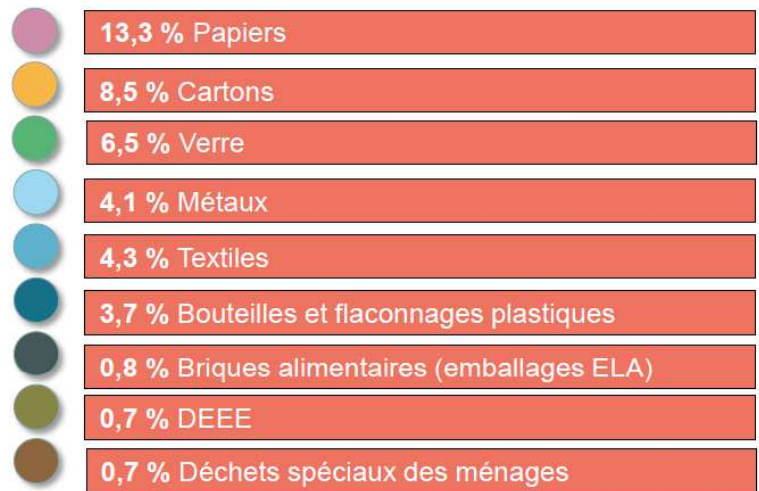 13,3 % Papiers
8,5 % Cartons
6,5 % Verre
4,1 % Métaux
4,3 % Textiles
3,7 % Bouteilles et flaconnages plastiques
0,8 % Briques alimentaires (emballages ELA)
0,7 % DEEE
0,7 % Déchets spéciaux des ménages